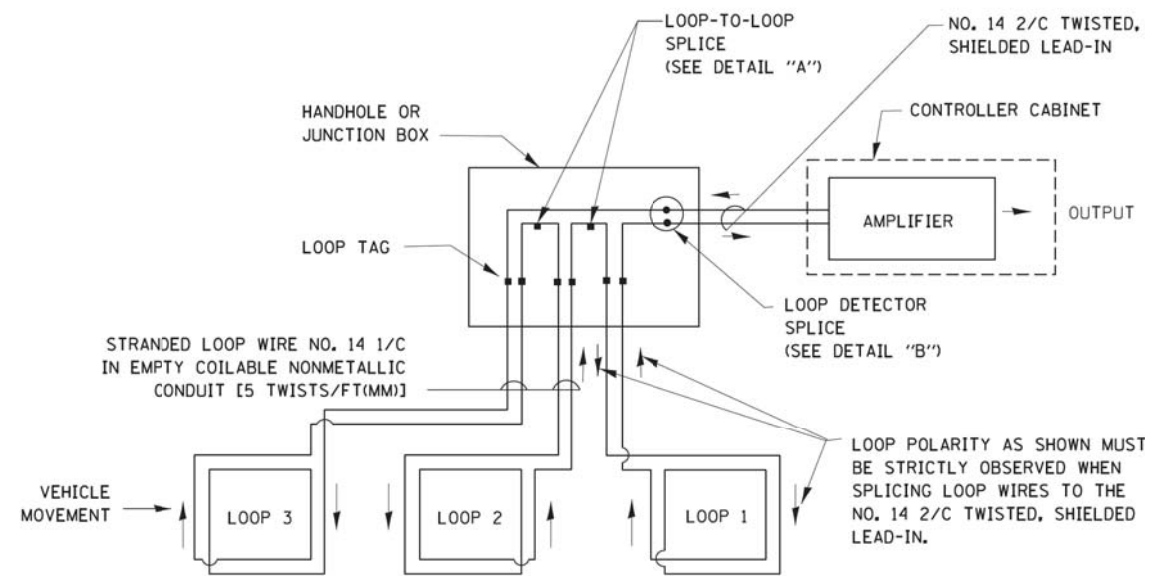 LOOP-TO-LOOP
SPLICE
(SEE DETAIL "A")
NO. 14 2/C TWISTED,
SHIELDED LEAD-IN
HANDHOLE OR
JUNCTION BOX
CONTROLLER CABINET
AMPLIFIER
OUTPUT
LOOP TAG
LOOP DETECTOR
SPLICE
(SEE DETAIL "B")
STRANDED LOOP WIRE NO. 14 1/C
IN EMPTY COILABLE NONMETALLIC
CONDUIT [5 TWISTS/FT(MM)]
LOOP POLARITY AS SHOWN MUST
BE STRICTLY OBSERVED WHEN
SPLICING LOOP WIRES TO THE
NO. 14 2/C TWISTED, SHIELDED
LEAD-IN.
VEHICLE
MOVEMENT
LOOP 3
LOOP 2
LOOP 1